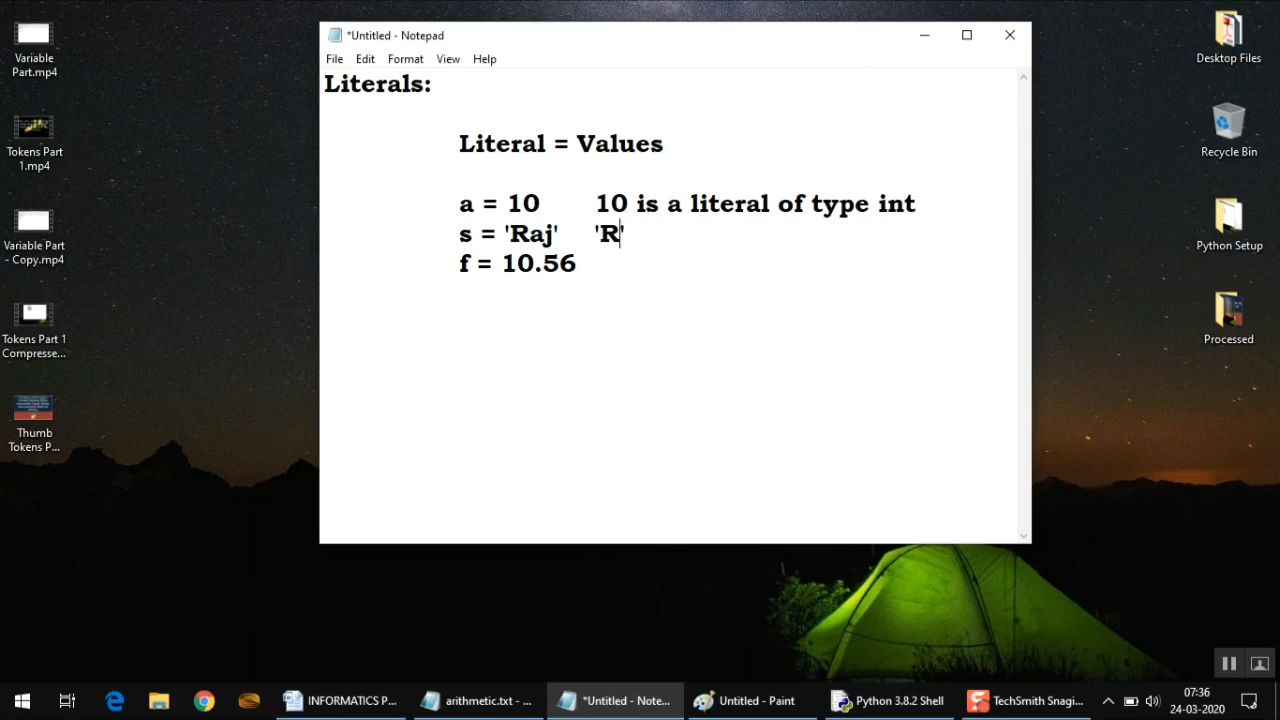 *Untitled - Notepad
File Edit Format View Help
Literals:
Literal = Values
a = 10 10 is a literal of type int
s = 'Raj' 'R'
f = 10.56
Variable
Part.mp4
Tokens Part
1.mp4
Variable Part
- Copy.mp4
Tokens Part 1
Compresse...
Thumb
Tokens P...
Desktop Files
Recycle Bin
Python Setup
Processed
INFORMATICS P...
arithmetic.txt - ...
*Untitled - Note...
Untitled - Paint
Python 3.8.2 Shell
TechSmith Snagi...
07:36
24-03-2020